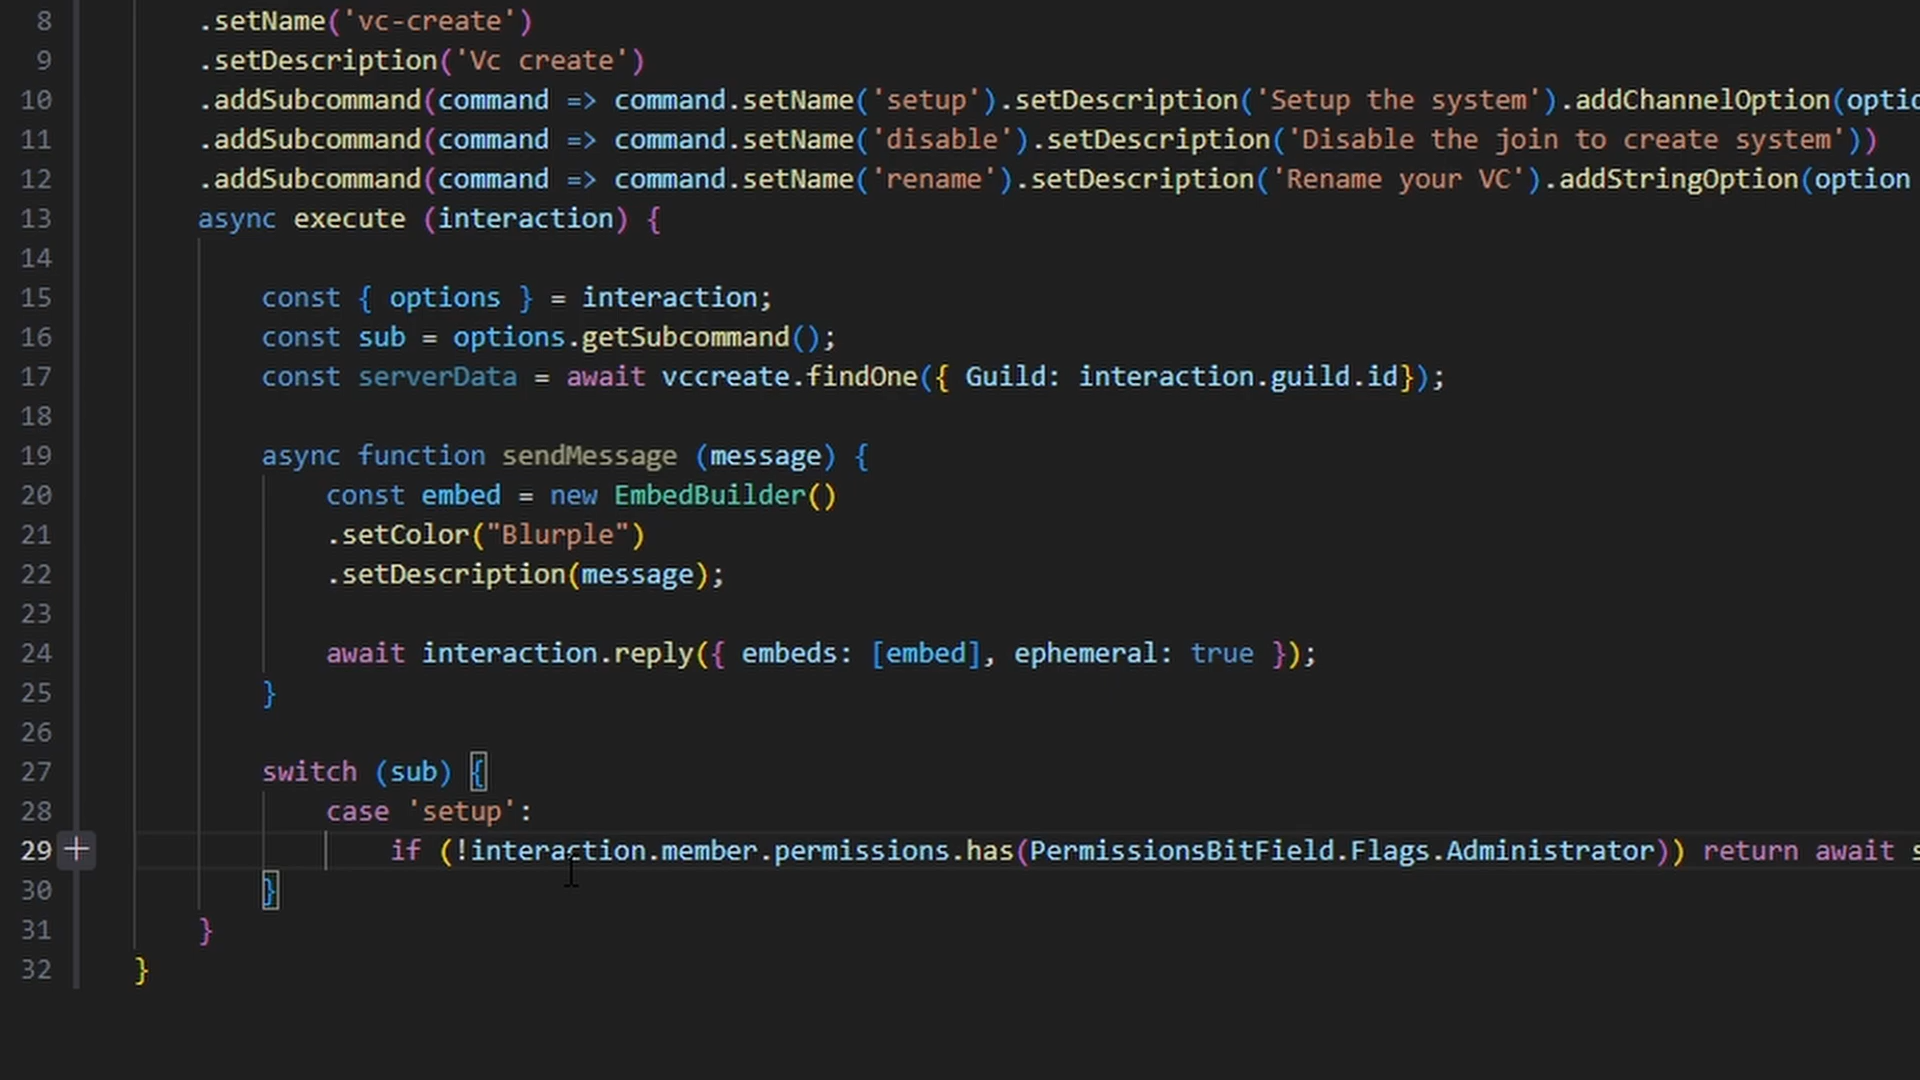 8 .setName('vc-create')
9 .setDescription('Vc create')
10 .addSubcommand(command => command.setName('setup').setDescription('Setup the system').addChannelOption(optio
11 .addSubcommand(command => command.setName('disable').setDescription('Disable the join to create system'))
12 .addSubcommand(command => command.setName('rename').setDescription('Rename your VC').addStringOption(option
13 async execute (interaction) {
14
15 const { options } = interaction;
16 const sub = options.getSubcommand();
17 const serverData = await vccreate.findOne({ Guild: interaction.guild.id});
18
19 async function sendMessage (message) {
20 const embed = new EmbedBuilder()
21 .setColor("Blurple")
22 .setDescription(message);
23
24 await interaction.reply({ embeds: [embed], ephemeral: true });
25 }
26
27 switch (sub) {
28 case 'setup':
29 if (!interaction.member.permissions.has(PermissionsBitField.Flags.Administrator)) return await s
30 }
31 }
32 }